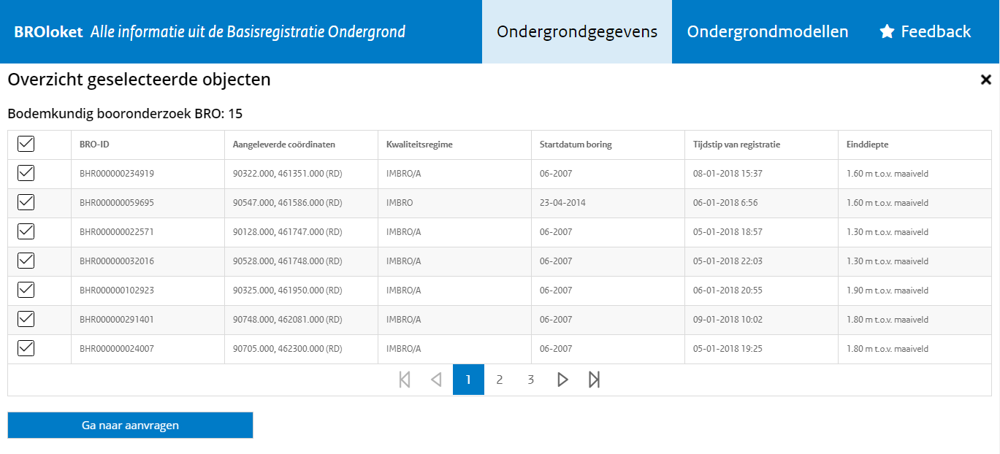 BROloket Alle informatie uit de Basisregistratie Ondergrond Ondergrondgegevens Ondergrondmodellen Feedback
Overzicht geselecteerde objecten
Bodemkundig booronderzoek BRO: 15
BRO-ID Aangeleverde coördinaten Kwaliteitsregime Startdatum boring Tijdstip van registratie Einddiepte
BHR000000234919 90322.000, 461351.000 (RD) IMBRO/A 06-2007 08-01-2018 15:37 1.60 m t.o.v. maaiveld
BHR000000059695 90547.000, 461586.000 (RD) IMBRO 23-04-2014 06-01-2018 6:56 1.60 m t.o.v. maaiveld
BHR000000022571 90128.000, 461747.000 (RD) IMBRO/A 06-2007 05-01-2018 18:57 1.30 m t.o.v. maaiveld
BHR000000032016 90528.000, 461748.000 (RD) IMBRO/A 06-2007 05-01-2018 22:03 1.30 m t.o.v. maaiveld
BHR000000102923 90325.000, 461950.000 (RD) IMBRO/A 06-2007 06-01-2018 20:55 1.90 m t.o.v. maaiveld
BHR000000291401 90748.000, 462081.000 (RD) IMBRO/A 06-2007 09-01-2018 10:02 1.80 m t.o.v. maaiveld
BHR000000024007 90705.000, 462300.000 (RD) IMBRO/A 06-2007 05-01-2018 19:25 1.80 m t.o.v. maaiveld
1 2 3
Ga naar aanvragen